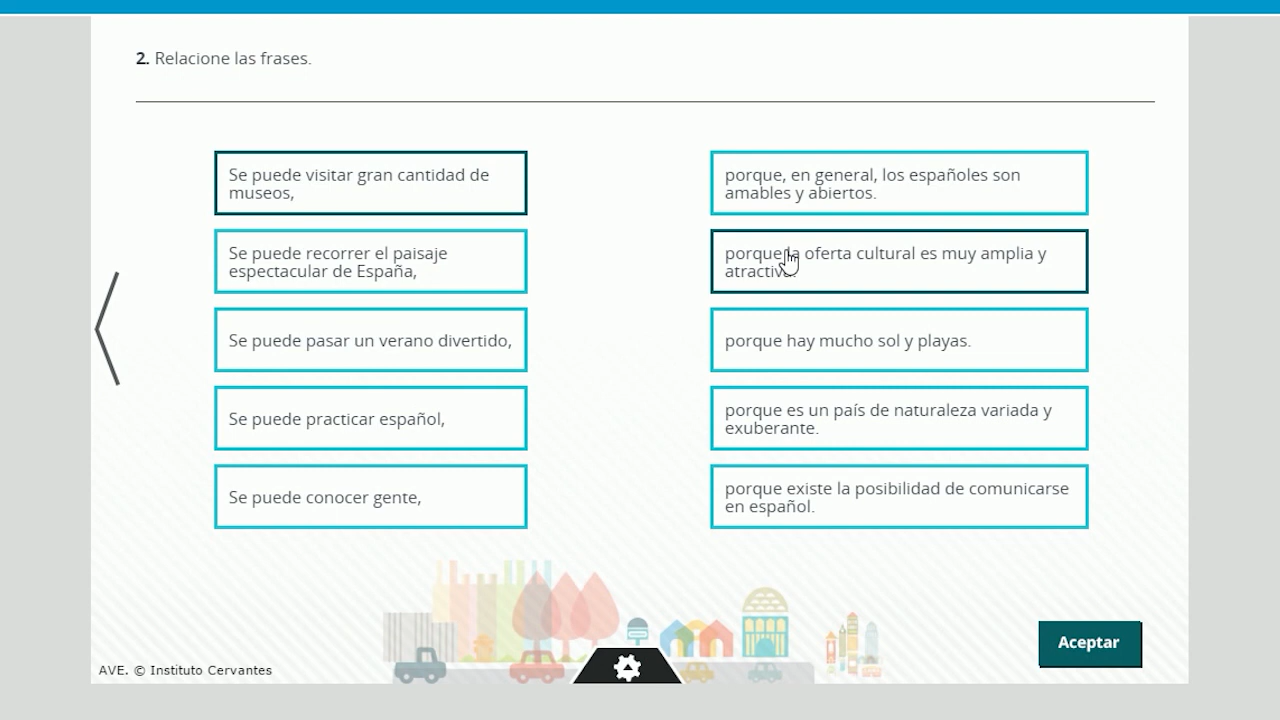 2. Relacione las frases.
Se puede visitar gran cantidad de
museos,
porque, en general, los españoles son
amables y abiertos.
Se puede recorrer el paisaje
espectacular de España,
porque la oferta cultural es muy amplia y
atractiva.
Se puede pasar un verano divertido,
porque hay mucho sol y playas.
Se puede practicar español,
porque es un país de naturaleza variada y
exuberante.
Se puede conocer gente,
porque existe la posibilidad de comunicarse
en español.
Aceptar
AVE. © Instituto Cervantes